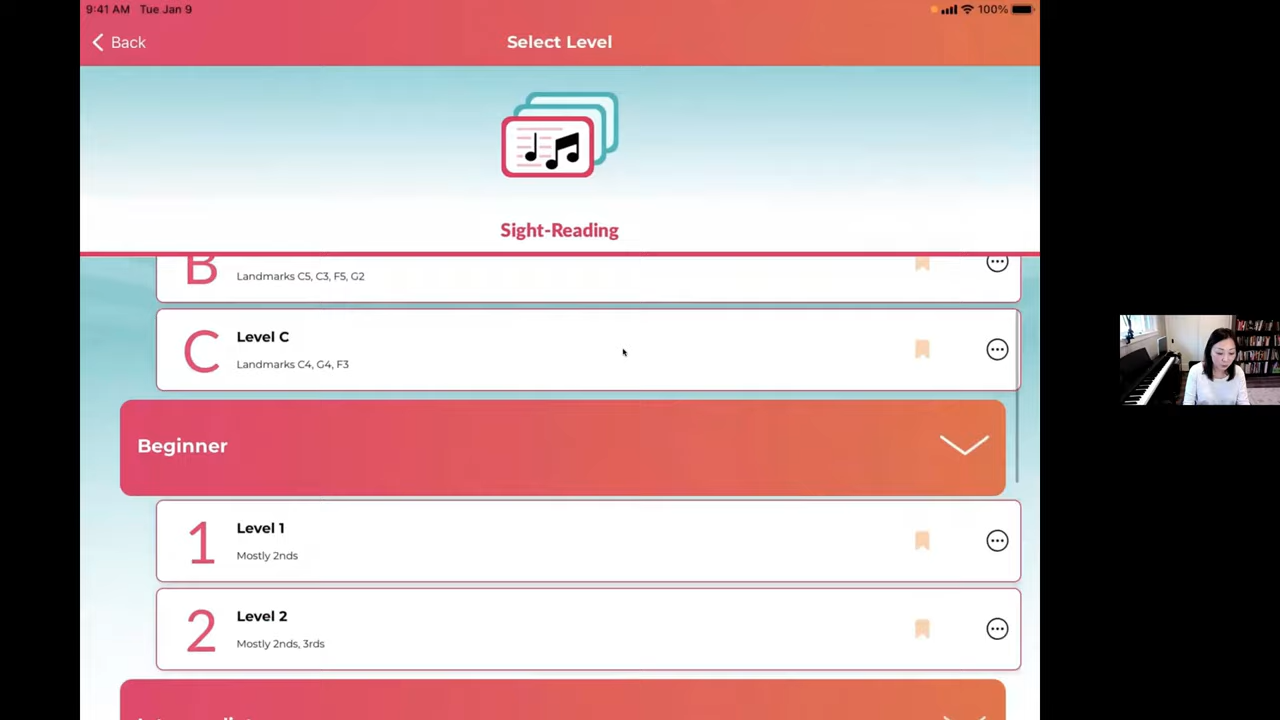 9:41 AM Tue Jan 9
100%
Back
Select Level
Sight-Reading
B
Landmarks C5, C3, F5, G2
C
Level C
Landmarks C4, G4, F3
Beginner
1
Level 1
Mostly 2nds
2
Level 2
Mostly 2nds, 3rds